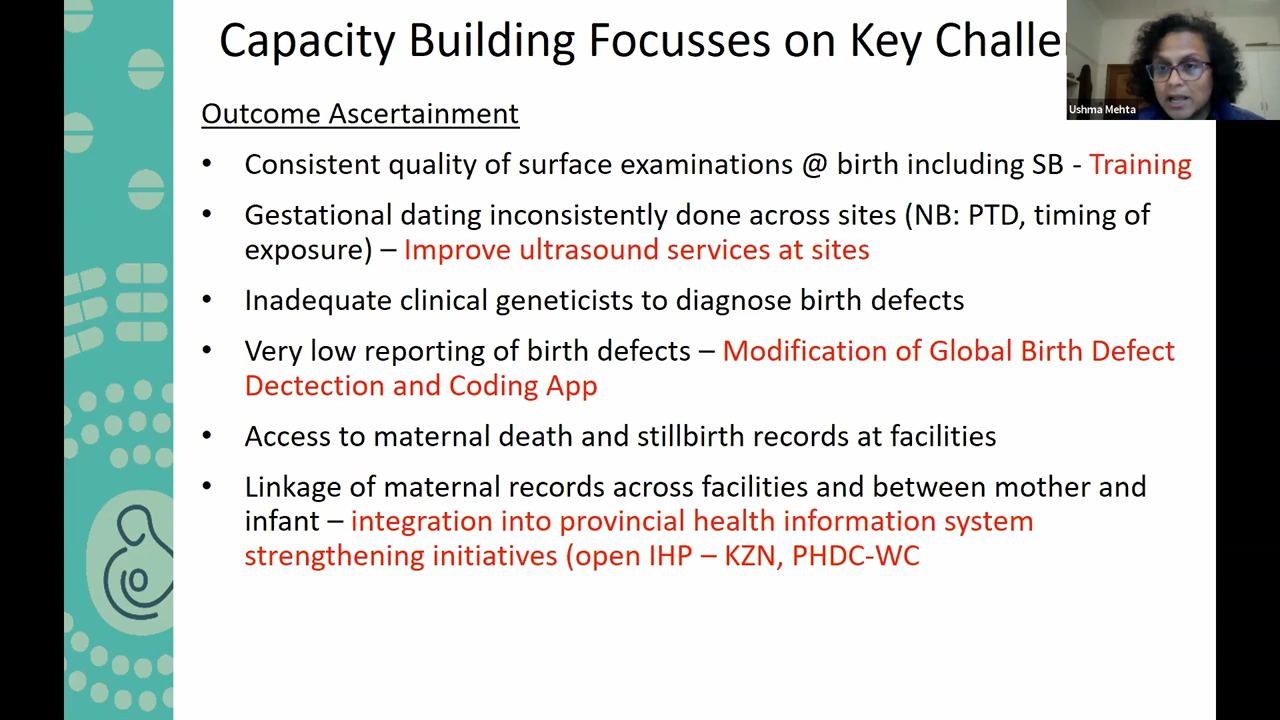 Capacity Building Focusses on Key
Ushma Mehta
Outcome Ascertainment
• Consistent quality of surface examinations @ birth including SB - Training
• Gestational dating inconsistently done across sites (NB: PTD, timing of
exposure) – Improve ultrasound services at sites
• Inadequate clinical geneticists to diagnose birth defects
• Very low reporting of birth defects – Modification of Global Birth Defect
Dectection and Coding App
• Access to maternal death and stillbirth records at facilities
• Linkage of maternal records across facilities and between mother and
infant – integration into provincial health information system
strengthening initiatives (open IHP – KZN, PHDC-WC